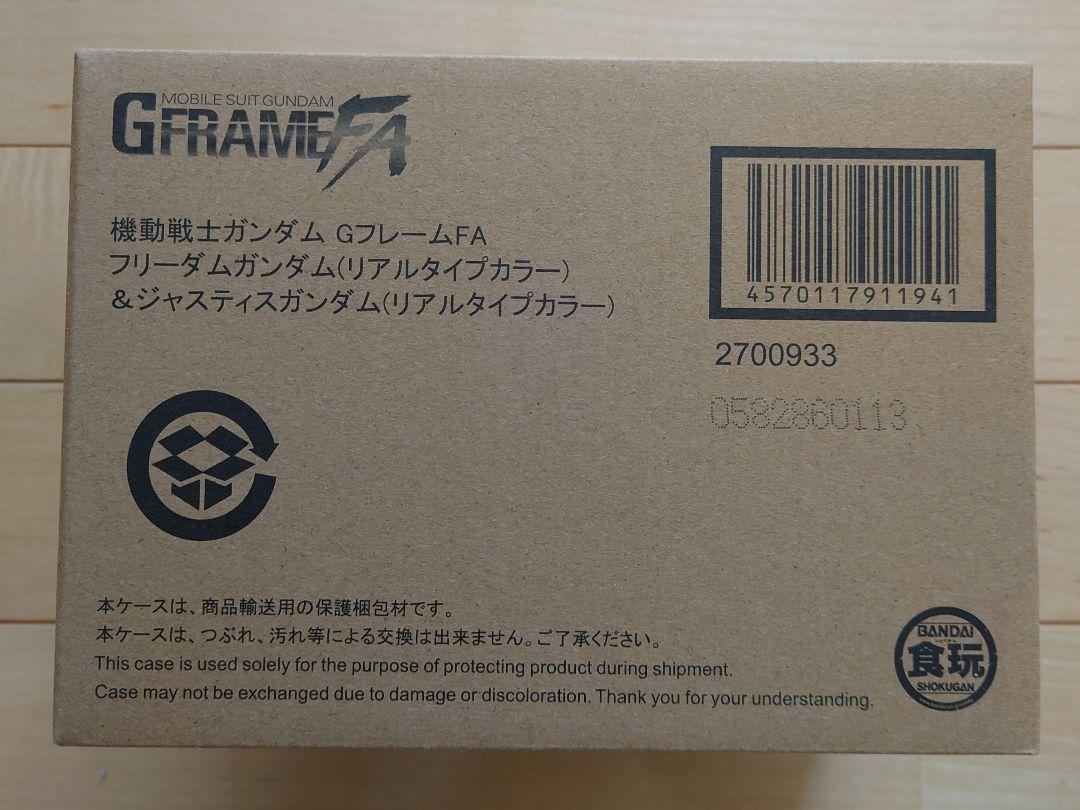 MOBILE SUIT GUNDAM
GFRAMEFA
機動戦士ガンダム GフレームFA
フリーダムガンダム(リアルタイプカラー)
&ジャスティスガンダム(リアルタイプカラー)
4570117911941
2700933
0582860113
本ケースは、商品輸送用の保護梱包材です。
本ケースは、つぶれ、汚れ等による交換は出来ません。ご了承ください。
This case is used solely for the purpose of protecting product during shipment.
Case may not be exchanged due to damage or discoloration. Thank you for your understanding.
BANDAI
食玩
SHOKUGAN